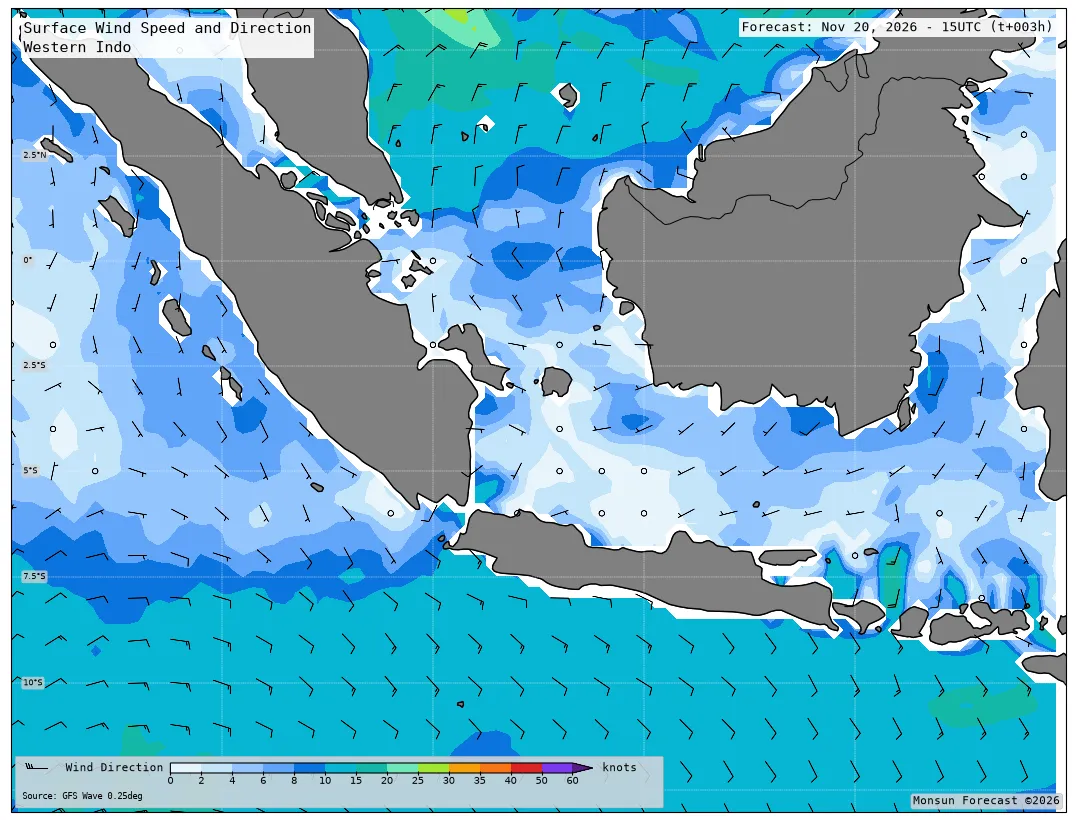 Surface Wind Speed and Direction
Western Indo
Forecast: Nov 20, 2026 - 15UTC (t+003h)
2.5°N
0°
2.5°S
5°S
7.5°S
10°S
Wind Direction
0 2 4 6 8 10 15 20 25 30 35 40 50 60 knots
Source: GFS Wave 0.25deg
Monsun Forecast ©2026